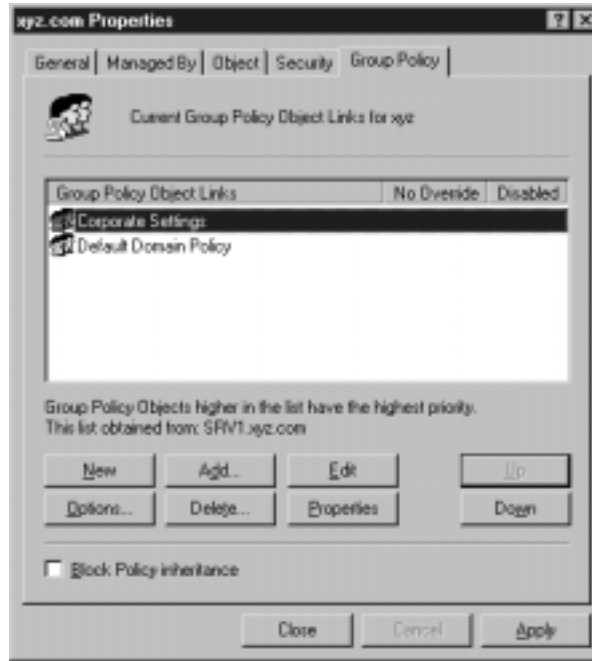 xyz.com Properties
General Managed By Object Security Group Policy
Current Group Policy Object Links for xyz
Group Policy Object Links No Override Disabled
Corporate Settings
Default Domain Policy
Group Policy Objects higher in the list have the highest priority.
This list obtained from: SRV1.xyz.com
New Add... Edit Up
Options... Delete... Properties Down
Block Policy inheritance
Close Cancel Apply